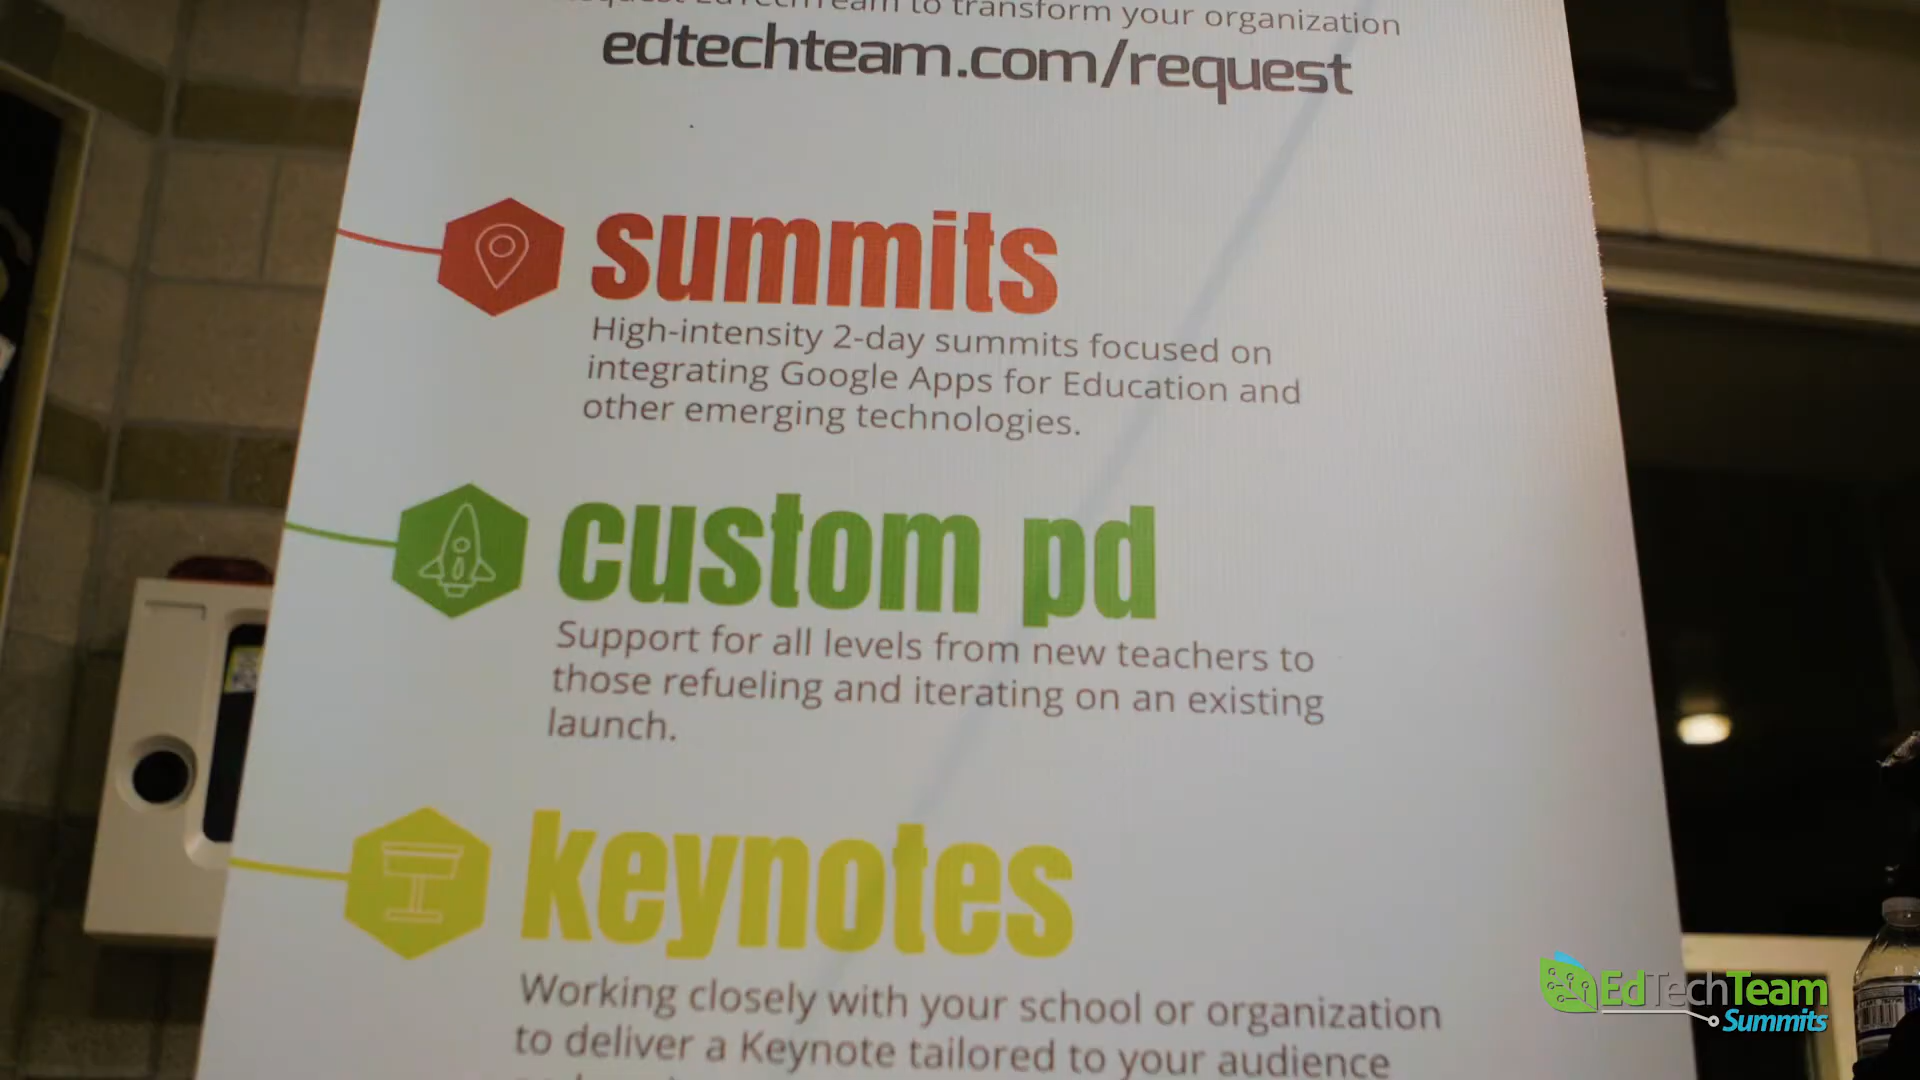 EdTechTeam to transform your organization
edtechteam.com/request
summits
High-intensity 2-day summits focused on
integrating Google Apps for Education and
other emerging technologies.
custom pd
Support for all levels from new teachers to
those refueling and iterating on an existing
launch.
keynotes
Working closely with your school or organization
to deliver a Keynote tailored to your audience
EdTechTeam
Summits